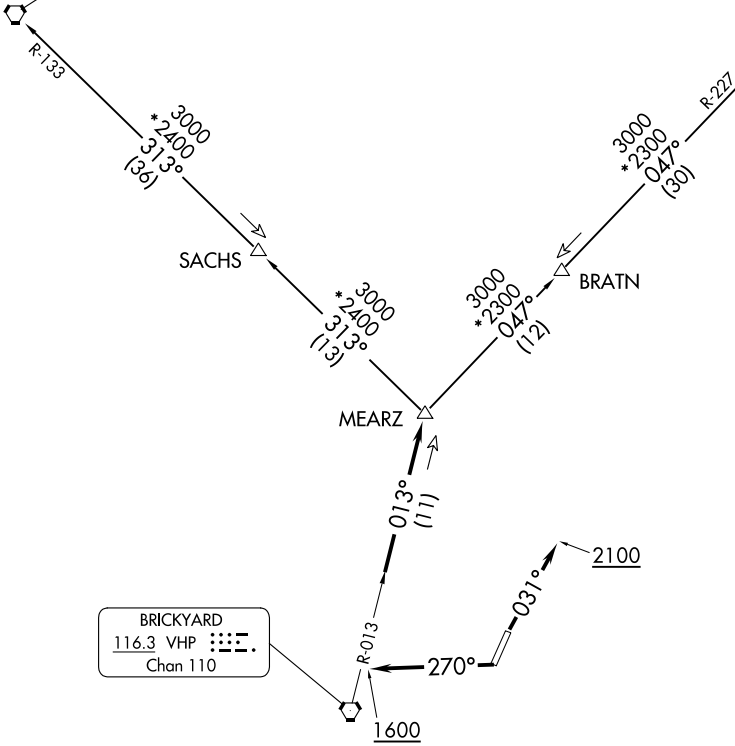 R-133
3000
*2400
313°
(36)
R-227
3000
*2300
047°
(30)
SACHS
BRATN
3000
*2400
313°
(13)
3000
*2300
047°
(12)
MEARZ
013°
(11)
2100
031°
BRICKYARD
116.3 VHP
Chan 110
R-013
270°
1600